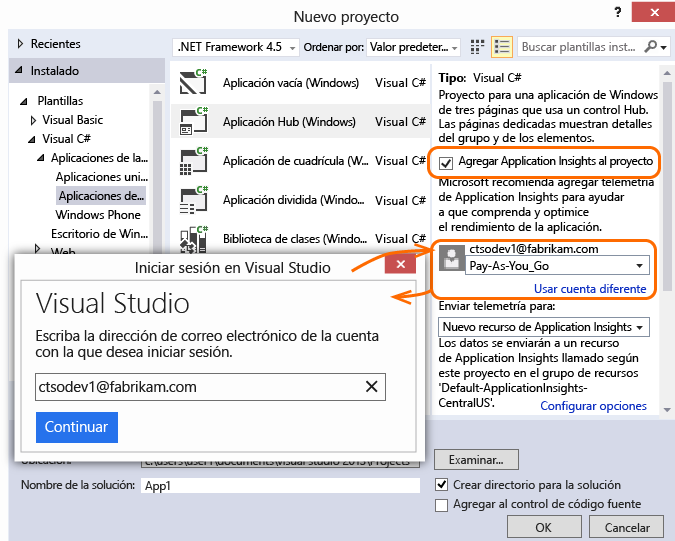 Nuevo proyecto
?
Recientes
.NET Framework 4.5
Ordenar por:
Valor predeter...
Buscar plantillas inst...
Instalado
Plantillas
Visual Basic
Visual C#
Aplicaciones de la...
Aplicaciones uni...
Aplicaciones de...
Windows Phone
Escritorio de Win...
Web
Aplicación vacía (Windows) Visual C#
Aplicación Hub (Windows) Visual C#
Aplicación de cuadrícula (W... Visual C#
Aplicación dividida (Windo... Visual C#
Biblioteca de clases (Windo... Visual C#
Tipo: Visual C#
Proyecto para una aplicación de Windows
de tres páginas que usa un control Hub.
Las páginas dedicadas muestran detalles
del grupo y de los elementos.
Agregar Application Insights al proyecto
Microsoft recomienda agregar telemetría
de Application Insights para ayudar
a que comprenda y optimice
el rendimiento de la aplicación.
ctsodev1@fabrikam.com
Pay-As-You_Go
Usar cuenta diferente
Enviar telemetría para:
Nuevo recurso de Application Insights
Los datos se enviarán a un recurso
de Application Insights llamado según
este proyecto en el grupo de recursos
'Default-ApplicationInsights-
CentralUS'.
Configurar opciones
Iniciar sesión en Visual Studio
Visual Studio
Escriba la dirección de correo electrónico de la cuenta
con la que desea iniciar sesión.
ctsodev1@fabrikam.com
Continuar
Ubicación:
c:\users\user1\documents\visual studio 2013\Projects
Examinar...
Nombre de la solución:
App1
Crear directorio para la solución
Agregar al control de código fuente
OK
Cancelar